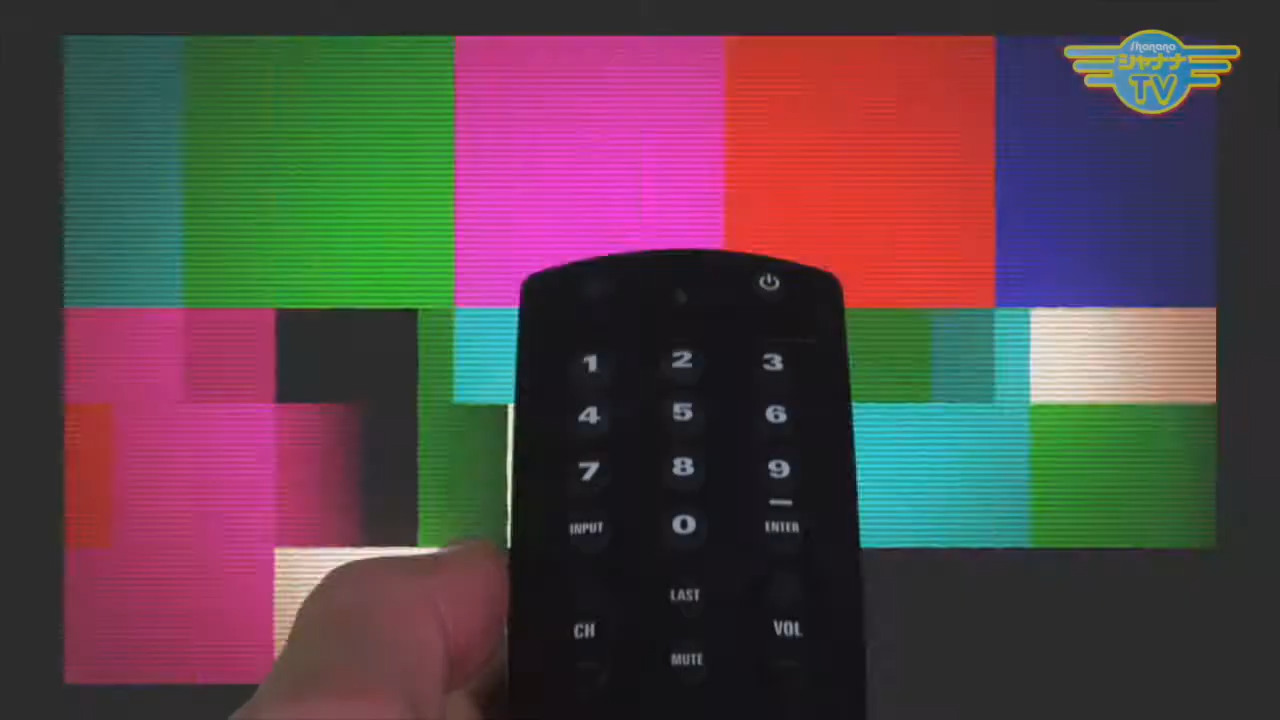 Shanana
シャナナ
TV
1 2 3
4 5 6
7 8 9
INPUT 0 ENTER
LAST
CH VOL
MUTE